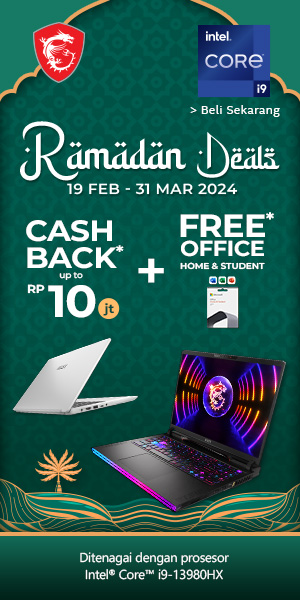 intel.
CORE
i9
> Beli Sekarang
Ramadan Deals
19 FEB - 31 MAR 2024
CASH
BACK*
up to
RP 10 jt
+
FREE*
OFFICE
HOME & STUDENT
Ditenagai dengan prosesor
Intel® Core™ i9-13980HX